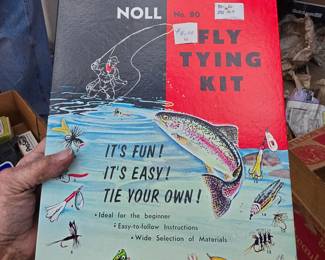 NOLL No. 90
FLY
TYING
KIT
IT'S FUN!
IT'S EASY!
TIE YOUR OWN!
• Ideal for the beginner
• Easy-to-follow Instructions
• Wide Selection of Materials